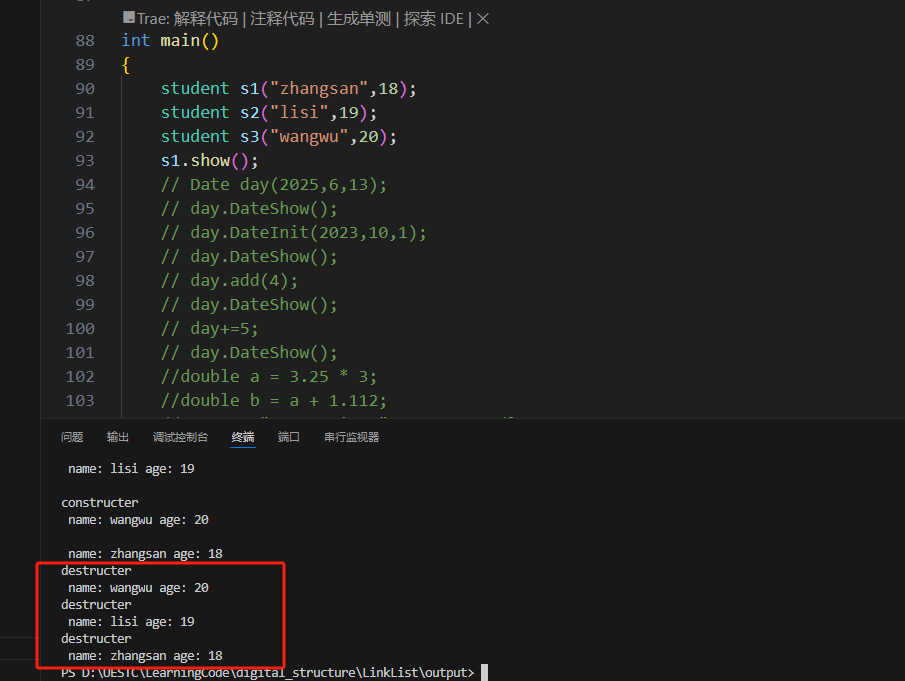 Trae: 解释代码 | 注释代码 | 生成单测 | 探索 IDE | ×
88 int main()
89 {
90 student s1("zhangsan",18);
91 student s2("lisi",19);
92 student s3("wangwu",20);
93 s1.show();
94 // Date day(2025,6,13);
95 // day.DateShow();
96 // day.DateInit(2023,10,1);
97 // day.DateShow();
98 // day.add(4);
99 // day.DateShow();
100 // day+=5;
101 // day.DateShow();
102 //double a = 3.25 * 3;
103 //double b = a + 1.112;
问题 输出 调试控制台 终端 端口 串行监视器
name: lisi age: 19
constructer
name: wangwu age: 20
name: zhangsan age: 18
destructer
name: wangwu age: 20
destructer
name: lisi age: 19
destructer
name: zhangsan age: 18
PS D:\UESTC\LearningCode\digital_structure\LinkList\output>